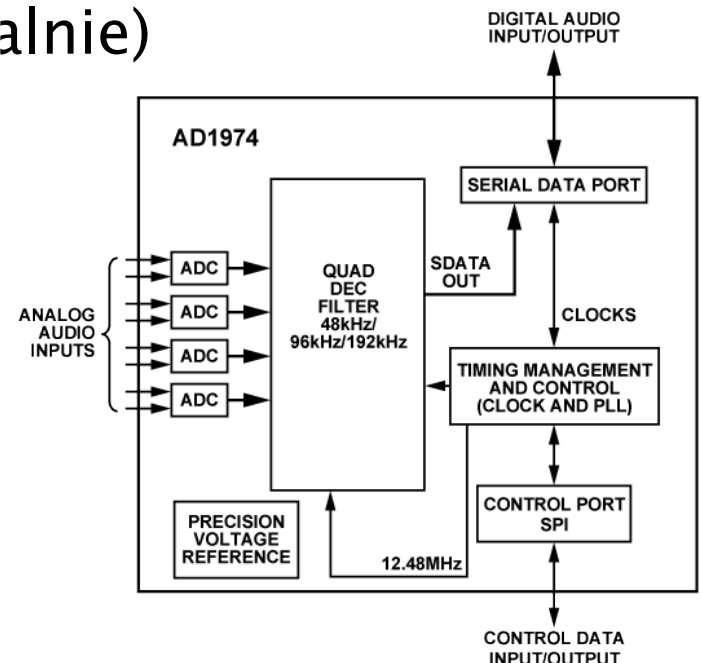 alnie)
DIGITAL AUDIO
INPUT/OUTPUT
AD1974
SERIAL DATA PORT
ADC
ADC
ADC
ADC
ANALOG
AUDIO
INPUTS
QUAD
DEC
FILTER
48kHz/
96kHz/192kHz
SDATA
OUT
CLOCKS
TIMING MANAGEMENT
AND CONTROL
(CLOCK AND PLL)
CONTROL PORT
SPI
PRECISION
VOLTAGE
REFERENCE
12.48MHz
CONTROL DATA
INPUT/OUTPUT